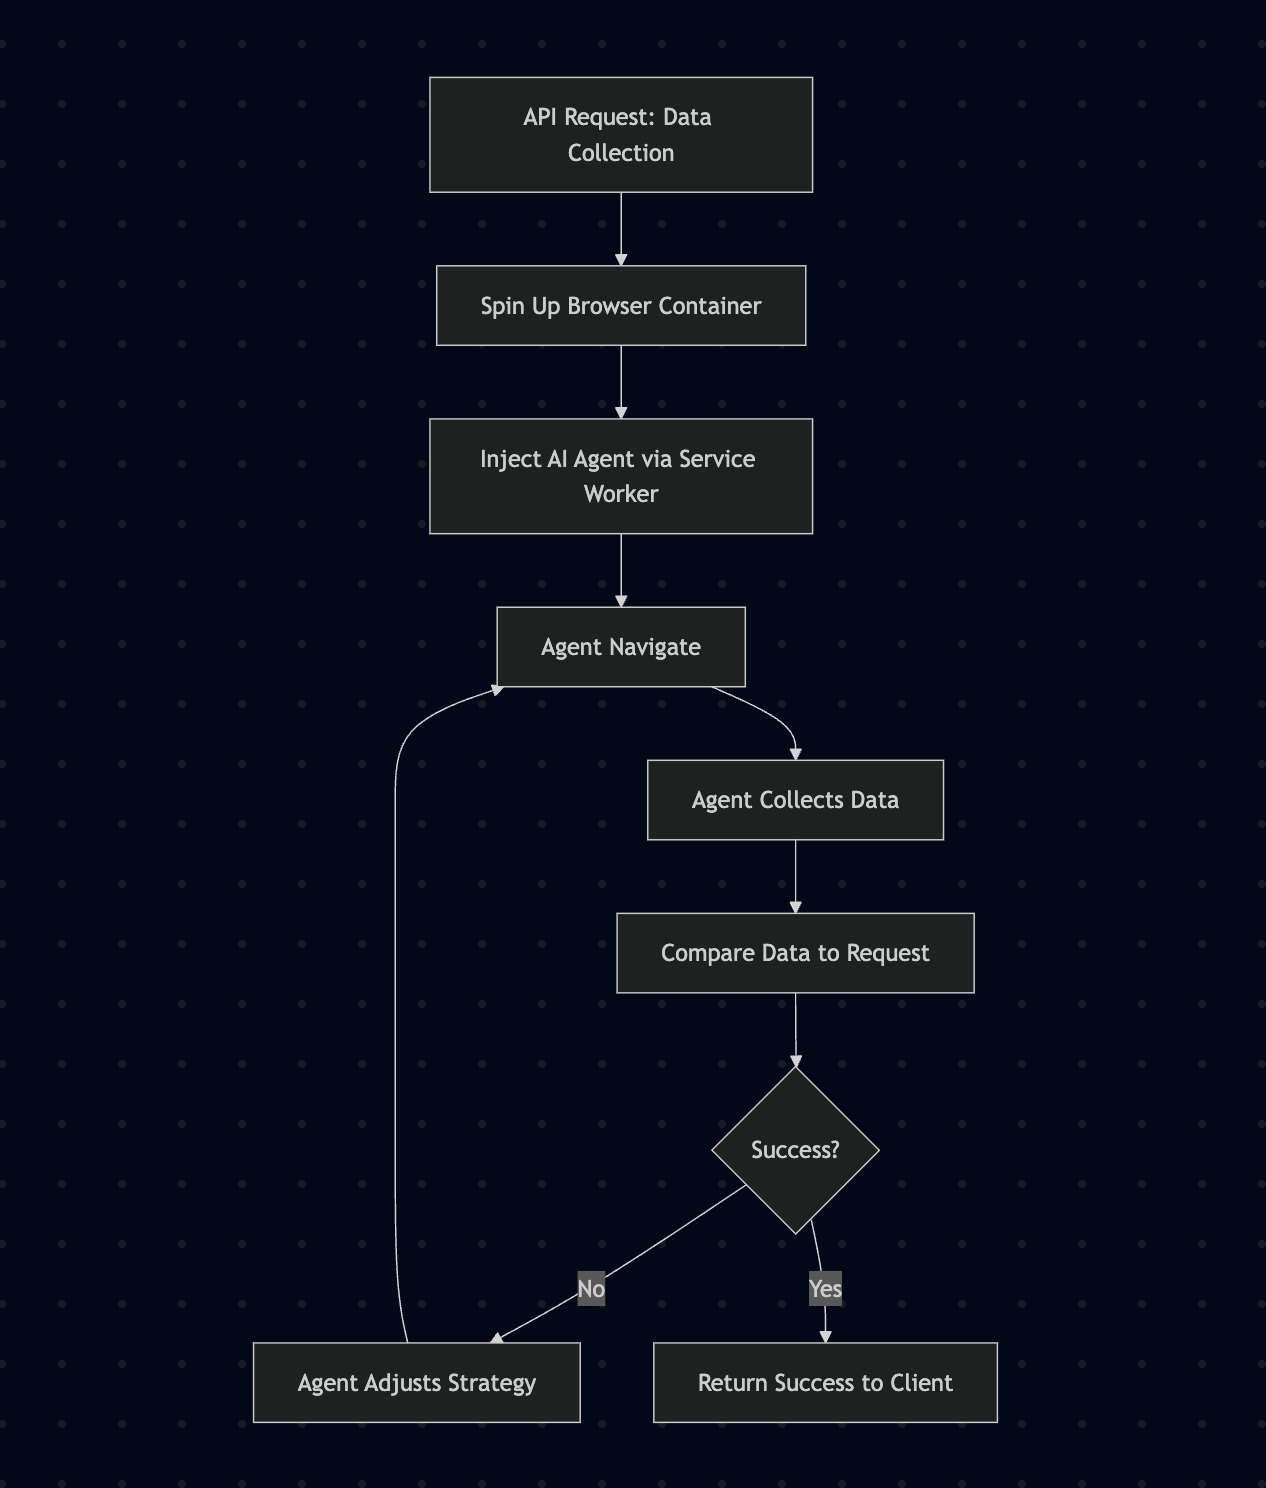 API Request: Data
Collection
Spin Up Browser Container
Inject AI Agent via Service
Worker
Agent Navigate
Agent Collects Data
Compare Data to Request
Success?
No
Yes
Agent Adjusts Strategy
Return Success to Client